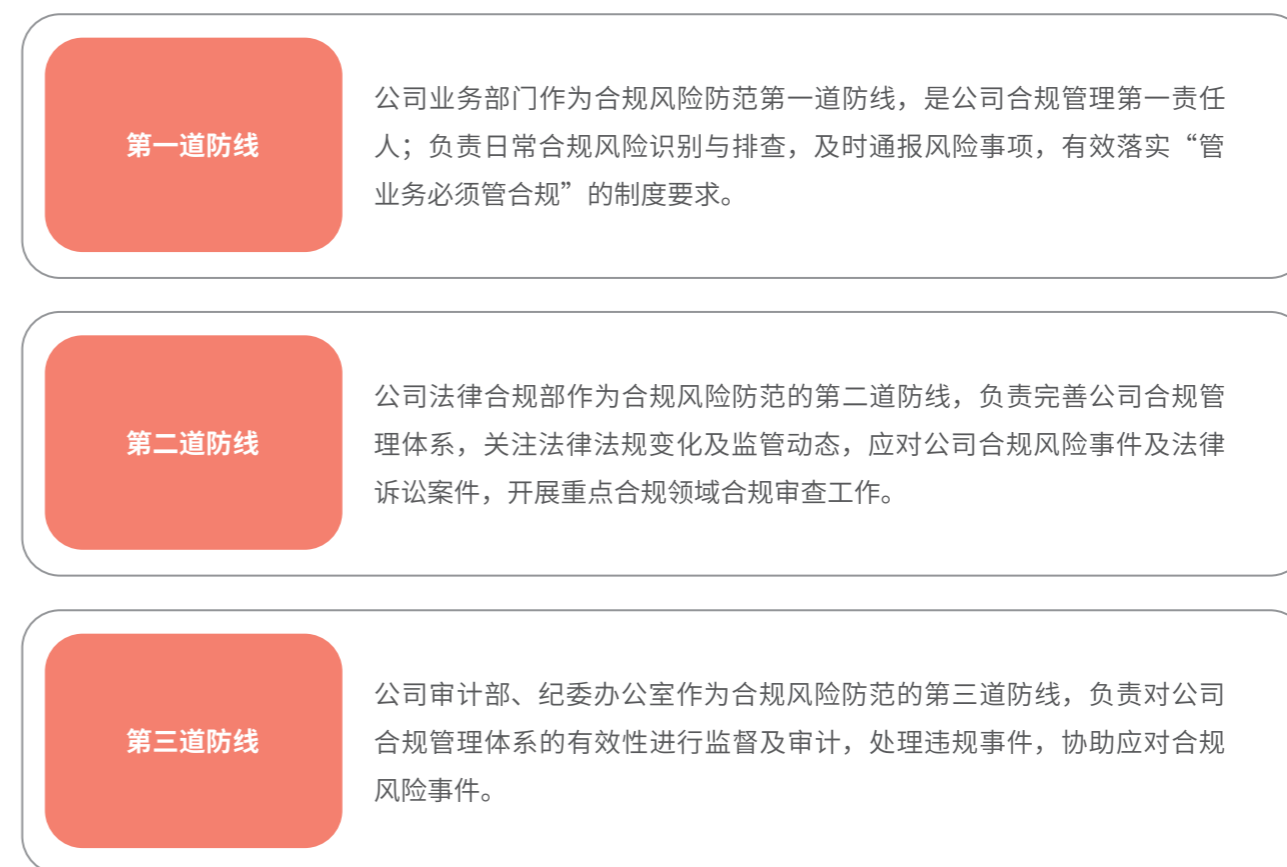 第一道防线
公司业务部门作为合规风险防范第一道防线，是公司合规管理第一责任
人；负责日常合规风险识别与排查，及时通报风险事项，有效落实“管
业务必须管合规”的制度要求。
第二道防线
公司法律合规部作为合规风险防范的第二道防线，负责完善公司合规管
理体系，关注法律法规变化及监管动态，应对公司合规风险事件及法律
诉讼案件，开展重点合规领域合规审查工作。
第三道防线
公司审计部、纪委办公室作为合规风险防范的第三道防线，负责对公司
合规管理体系的有效性进行监督及审计，处理违规事件，协助应对合规
风险事件。